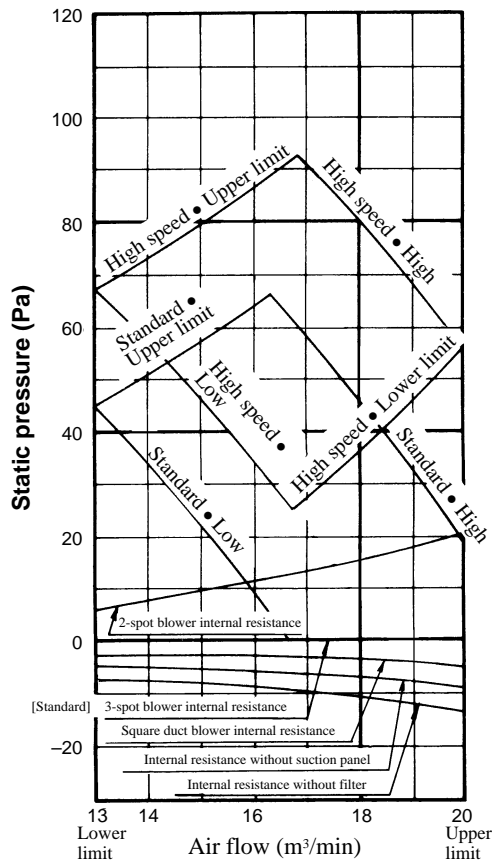 120
100
80
60
40
20
0
–20
Static pressure (Pa)
High speed ● Upper limit
High speed ● High
Standard ●
Upper limit
High speed ●
Low
High speed ● Lower limit
Standard ● High
Standard ● Low
2-spot blower internal resistance
[Standard] 3-spot blower internal resistance
Square duct blower internal resistance
Internal resistance without suction panel
Internal resistance without filter
13 14 16 18 20
Lower limit
Air flow (m³/min)
Upper limit